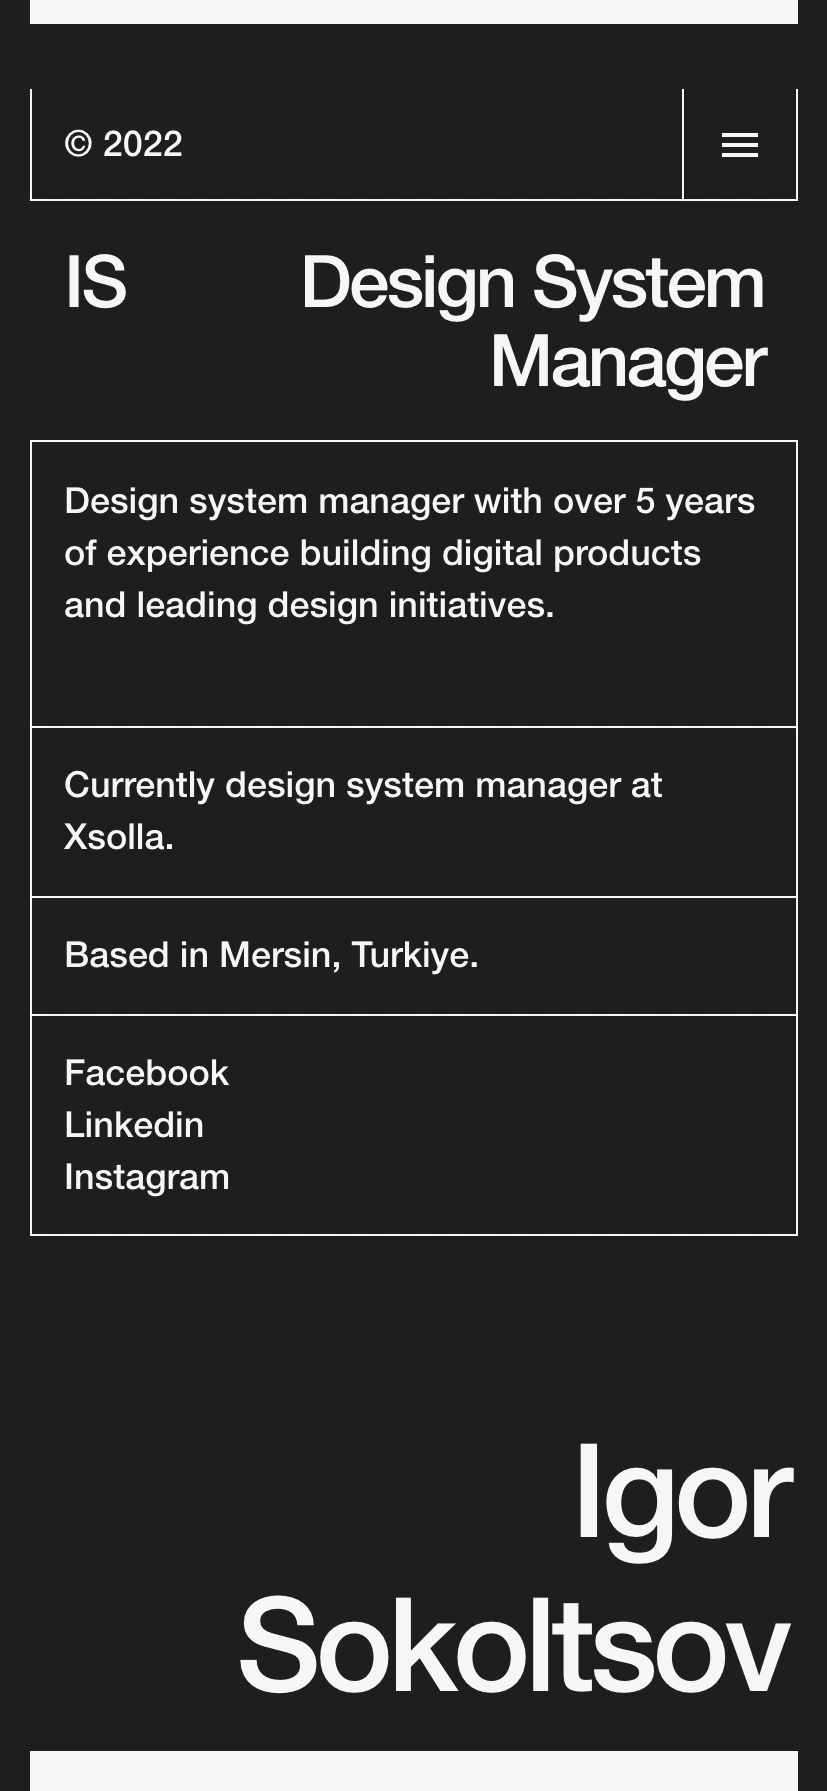 © 2022
IS
Design System
Manager
Design system manager with over 5 years
of experience building digital products
and leading design initiatives.
Currently design system manager at
Xsolla.
Based in Mersin, Turkiye.
Facebook
Linkedin
Instagram
Igor
Sokoltsov